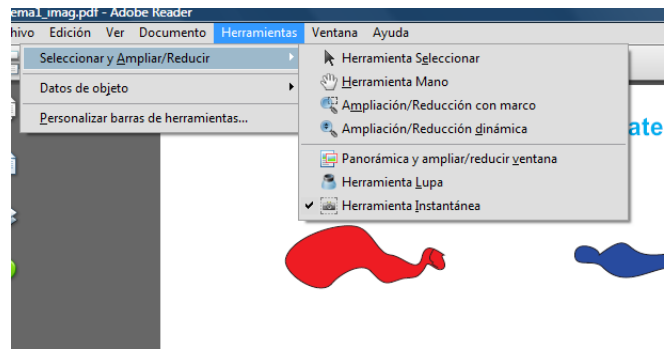 ema1_imag.pdf - Adobe Reader
hivo Edición Ver Documento Herramientas Ventana Ayuda
Seleccionar y Ampliar/Reducir
Datos de objeto
Personalizar barras de herramientas...
Herramienta Seleccionar
Herramienta Mano
Ampliación/Reducción con marco
Ampliación/Reducción dinámica
Panorámica y ampliar/reducir ventana
Herramienta Lupa
Herramienta Instantánea
ate